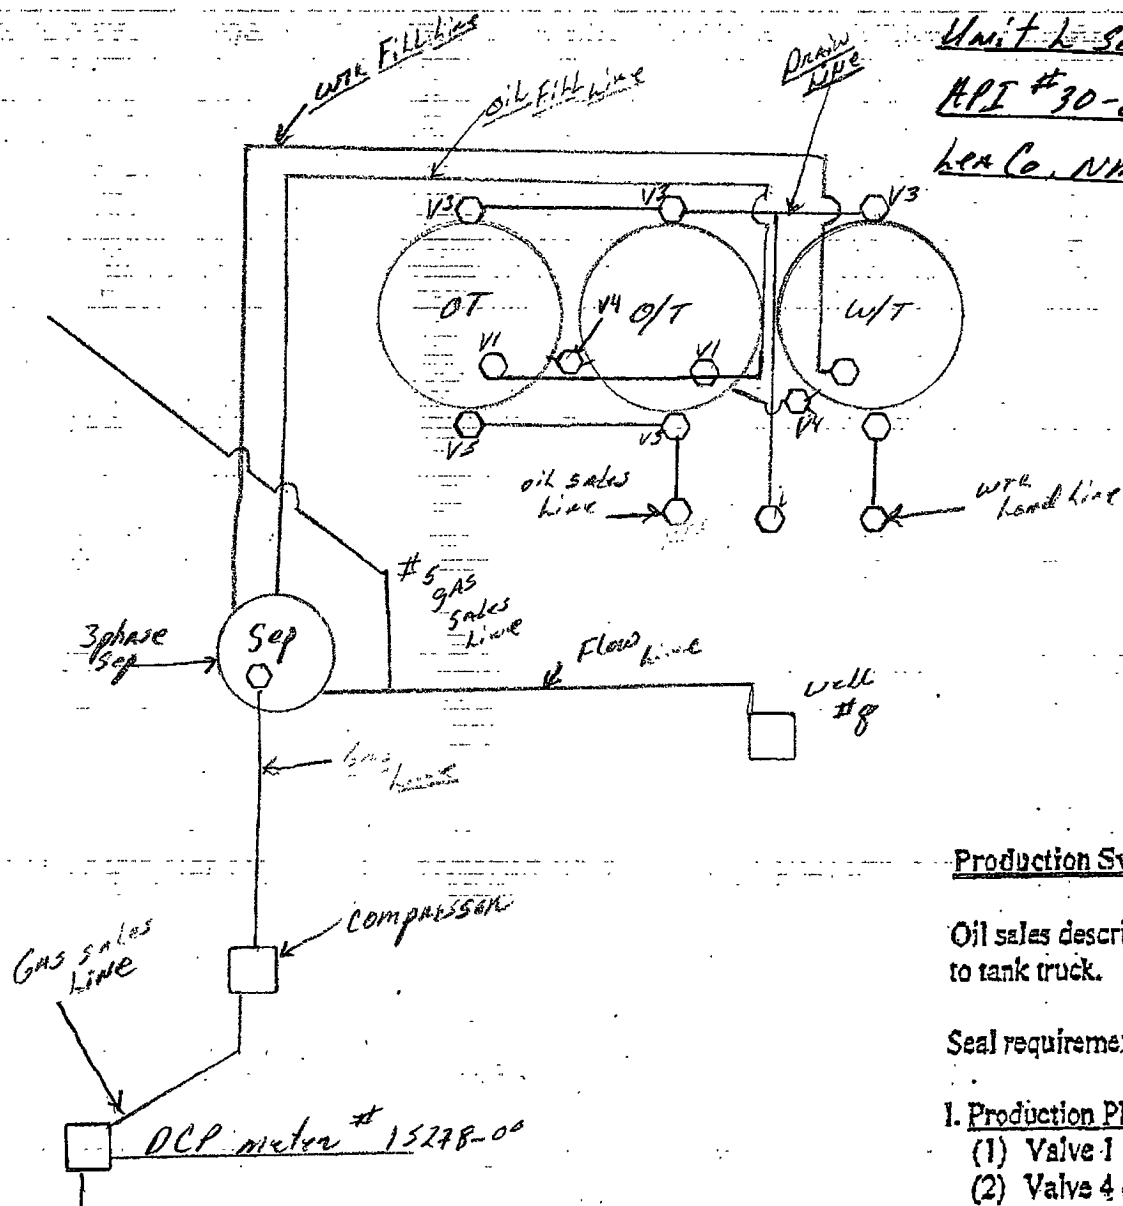 Unit L
API #30-
Lea Co, NM
wtr Fill Line
oil Fill Line
Drain
Line
V3
V3
V3
OT
V4
O/T
W/T
V1
V1
V4
V5
V5
oil sales
Line
wtr
Load Line
#5
gas
sales
Line
3phase
Sep
Sep
Flow Line
well
#8
Gas
Line
Compressor
Gas sales
Line
DCP meter # 15278-00
Production Sy
Oil sales descri
to tank truck.
Seal requireme
1. Production Ph
(1) Valve 1
(2) Valve 4